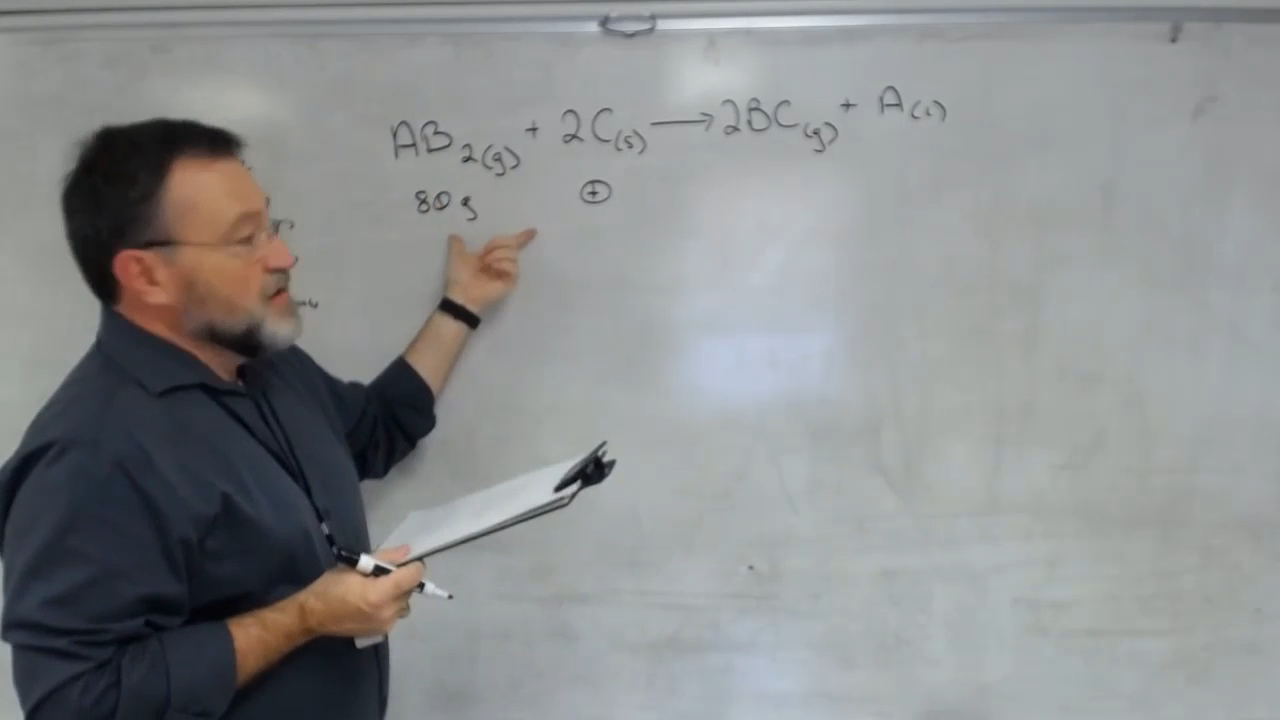 AB₂(g) + 2C(s) → 2BC(g) + A(l)
80 g ⊕